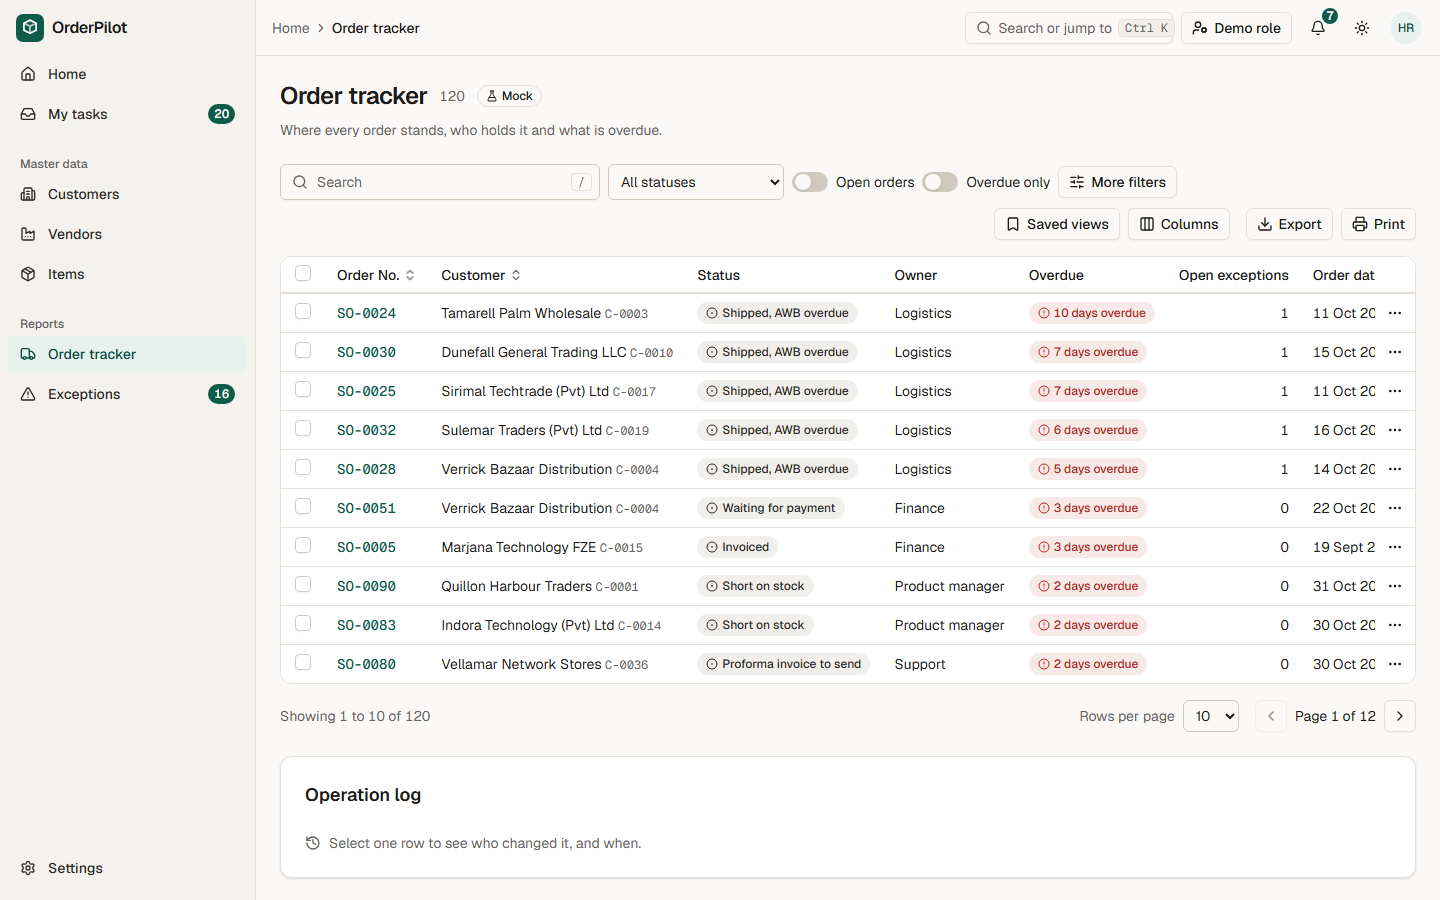 OrderPilot
Home
My tasks 20
Master data
Customers
Vendors
Items
Reports
Order tracker
Exceptions 16
Settings
Home > Order tracker
Search or jump to Ctrl K
Demo role
7
HR
Order tracker 120 Mock
Where every order stands, who holds it and what is overdue.
Search /
All statuses
Open orders
Overdue only
More filters
Saved views
Columns
Export
Print
Order No. Customer Status Owner Overdue Open exceptions Order dat
SO-0024 Tamarell Palm Wholesale C-0003 Shipped, AWB overdue Logistics 10 days overdue 1 11 Oct 20
SO-0030 Dunefall General Trading LLC C-0010 Shipped, AWB overdue Logistics 7 days overdue 1 15 Oct 20
SO-0025 Sirimal Techtrade (Pvt) Ltd C-0017 Shipped, AWB overdue Logistics 7 days overdue 1 11 Oct 20
SO-0032 Sulemar Traders (Pvt) Ltd C-0019 Shipped, AWB overdue Logistics 6 days overdue 1 16 Oct 20
SO-0028 Verrick Bazaar Distribution C-0004 Shipped, AWB overdue Logistics 5 days overdue 1 14 Oct 20
SO-0051 Verrick Bazaar Distribution C-0004 Waiting for payment Finance 3 days overdue 0 22 Oct 20
SO-0005 Marjana Technology FZE C-0015 Invoiced Finance 3 days overdue 0 19 Sept 2
SO-0090 Quillon Harbour Traders C-0001 Short on stock Product manager 2 days overdue 0 31 Oct 20
SO-0083 Indora Technology (Pvt) Ltd C-0014 Short on stock Product manager 2 days overdue 0 30 Oct 20
SO-0080 Vellamar Network Stores C-0036 Proforma invoice to send Support 2 days overdue 0 30 Oct 20
Showing 1 to 10 of 120
Rows per page 10
Page 1 of 12
Operation log
Select one row to see who changed it, and when.